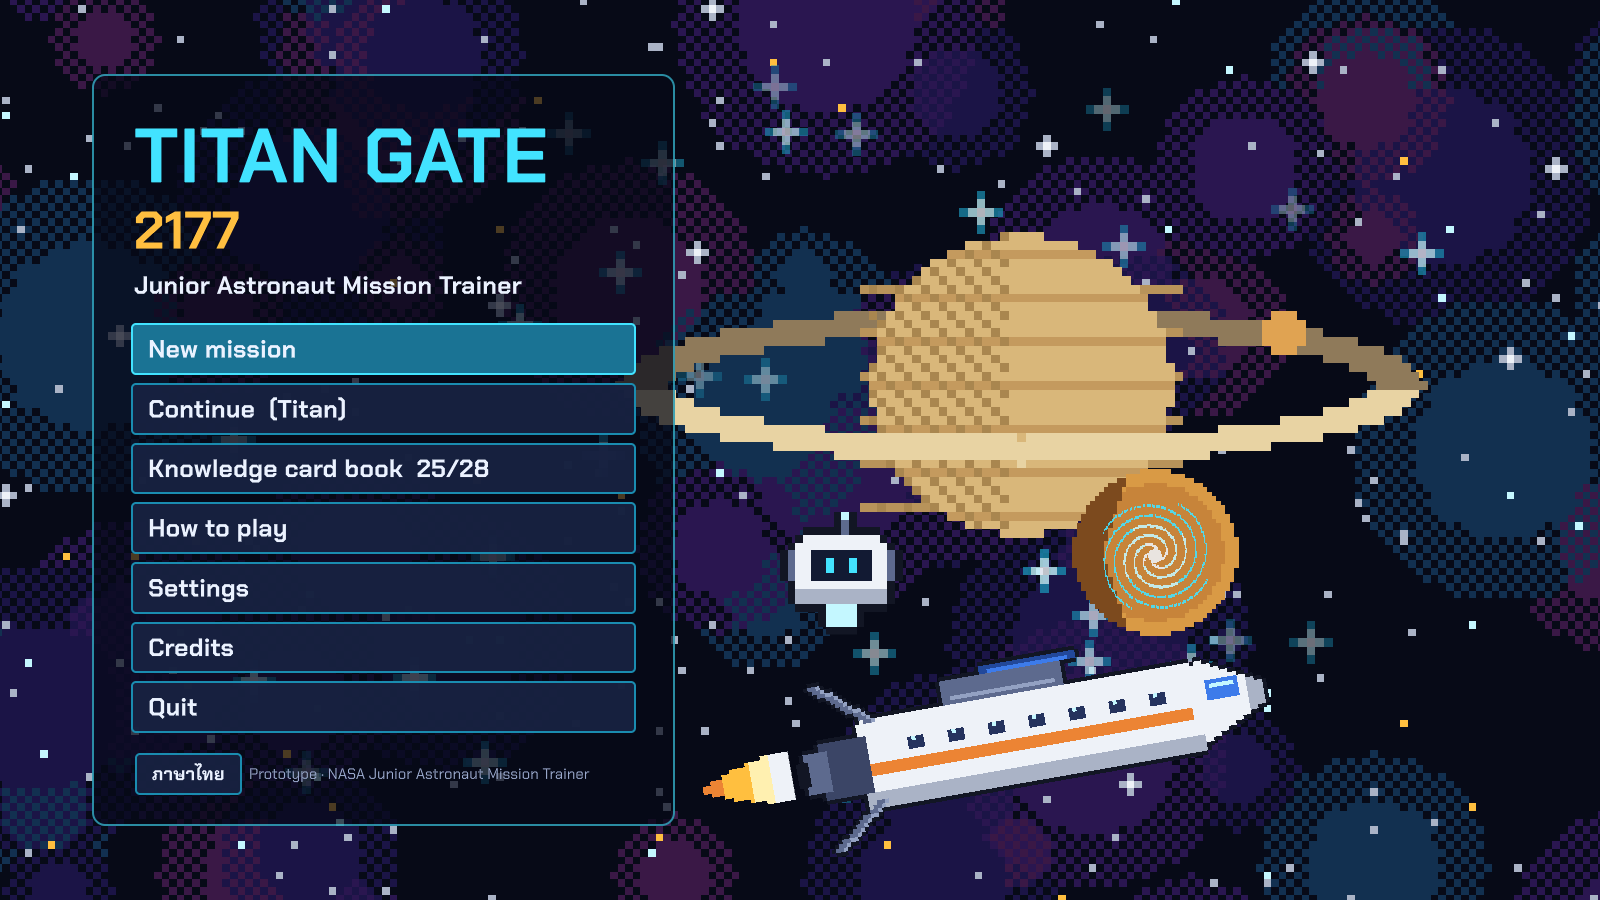 TITAN GATE
2177
Junior Astronaut Mission Trainer
New mission
Continue (Titan)
Knowledge card book 25/28
How to play
Settings
Credits
Quit
ภาษาไทย Prototype · NASA Junior Astronaut Mission Trainer